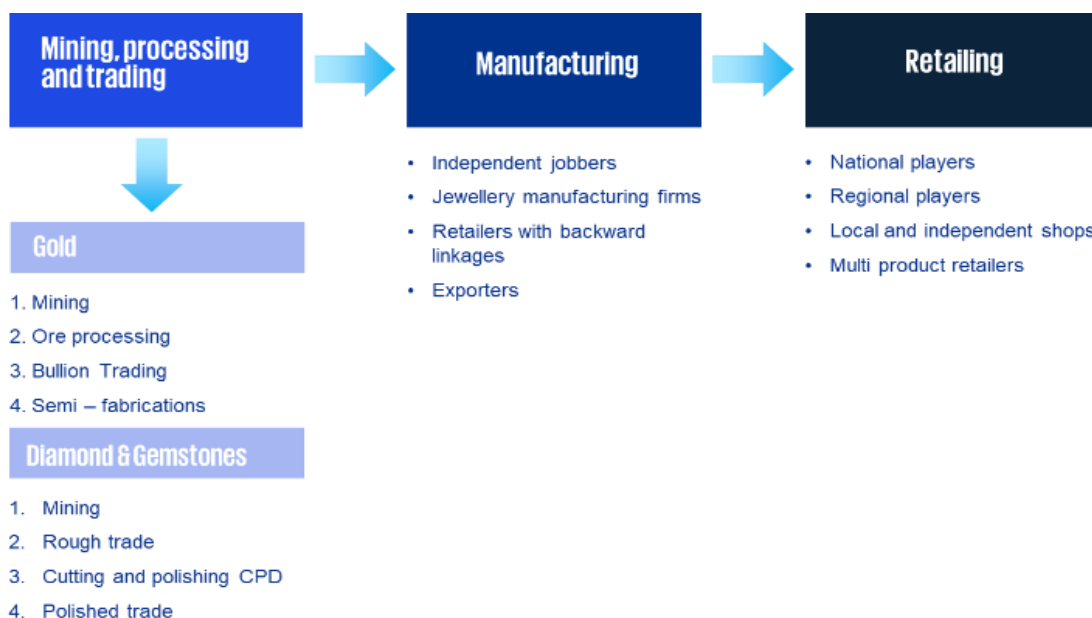 Mining, processing
and trading
Manufacturing
Retailing
Gold
1. Mining
2. Ore processing
3. Bullion Trading
4. Semi – fabrications
Diamond & Gemstones
1. Mining
2. Rough trade
3. Cutting and polishing CPD
4. Polished trade
• Independent jobbers
• Jewellery manufacturing firms
• Retailers with backward
linkages
• Exporters
• National players
• Regional players
• Local and independent shops
• Multi product retailers